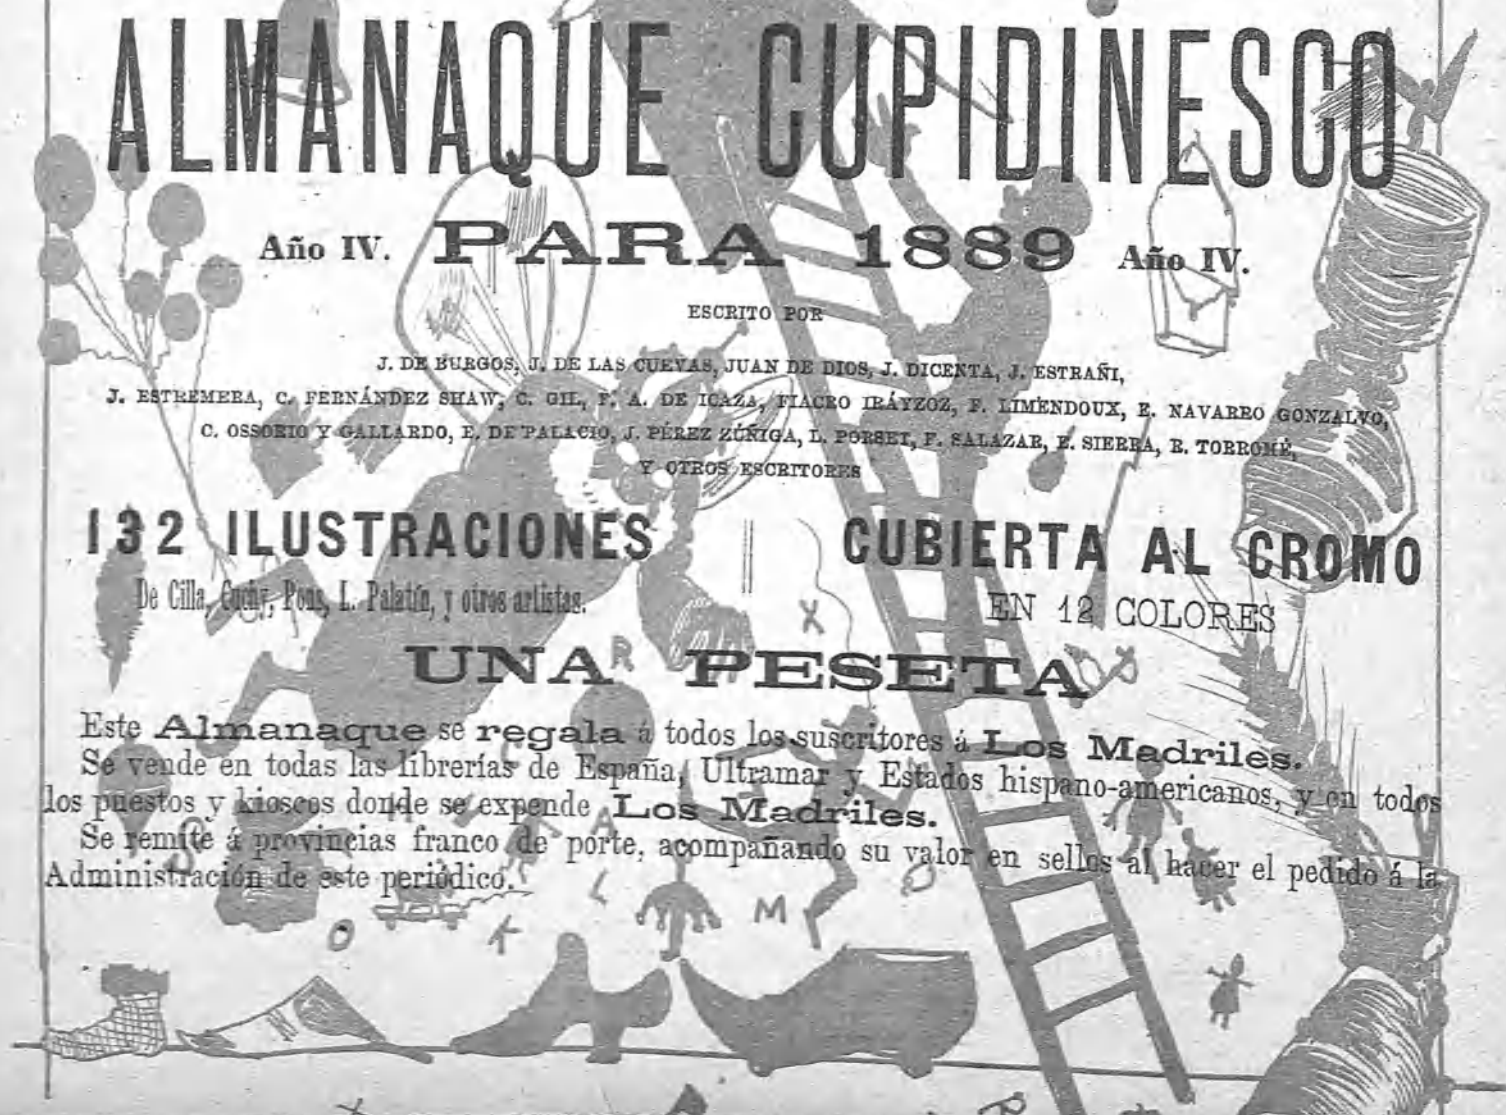 ALMANAQUE CUPIDINESCO
Año IV. PARA 1889 Año IV.
ESCRITO POR
J. DE BURGOS, J. DE LAS CUEVAS, JUAN DE DIOS, J. DICENTA, J. ESTRAÑI,
J. ESTREMERA, C. FERNÁNDEZ SHAW, C. GIL, F. A. DE ICAZA, FIACRO IRÁYZOZ, F. LIMENDOUX, E. NAVARRO GONZALVO,
C. OSSORIO Y GALLARDO, E. DE PALACIO, J. PÉREZ ZÚÑIGA, L. PORSET, F. SALAZAR, E. SIERRA, R. TORROMÉ,
Y OTROS ESCRITORES
132 ILUSTRACIONES
De Cilla, Cuchy, Pons, L. Palatín, y otros artistas.
CUBIERTA AL CROMO
EN 12 COLORES
UNA PESETA
Este Almanaque se regala á todos los suscritores á Los Madriles.
Se vende en todas las librerías de España, Ultramar y Estados hispano-americanos, y en todos
los puestos y kioscos donde se expende Los Madriles.
Se remite á provincias franco de porte, acompañando su valor en sellos al hacer el pedido á la
Administración de este periódico.